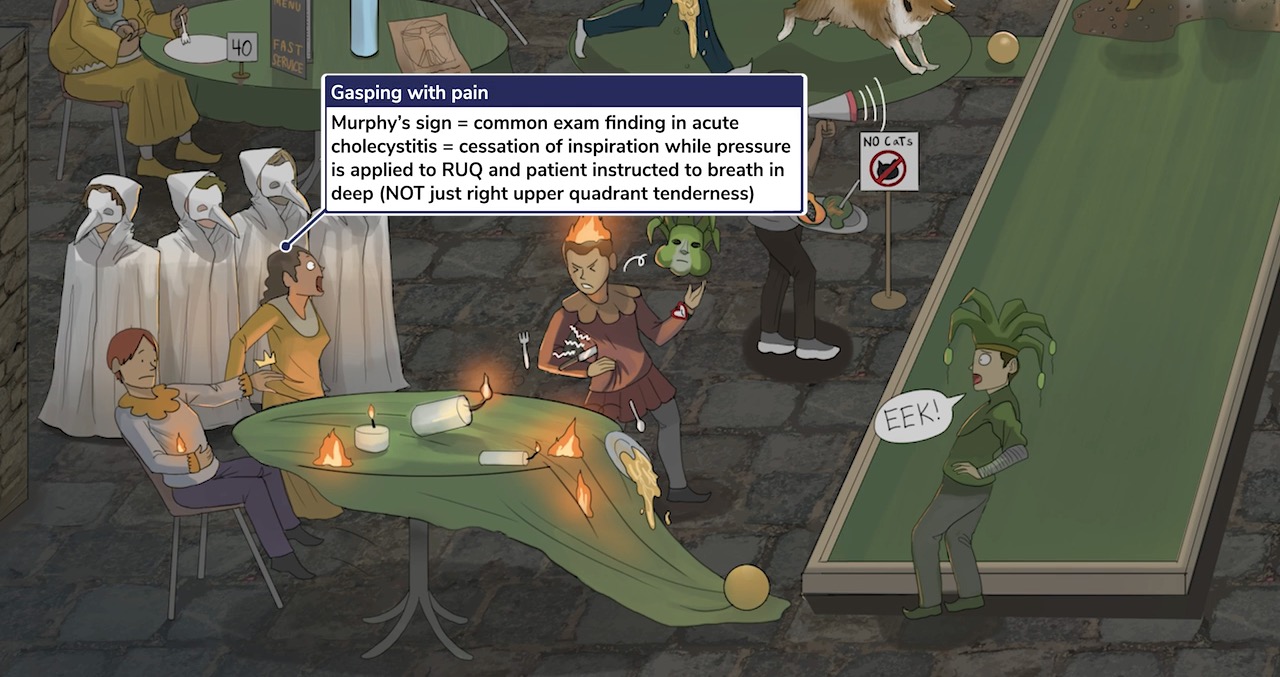 MENU
FAST
SERVICE
40
Gasping with pain
Murphy's sign = common exam finding in acute
cholecystitis = cessation of inspiration while pressure
is applied to RUQ and patient instructed to breath in
deep (NOT just right upper quadrant tenderness)
NO CATS
EEK!